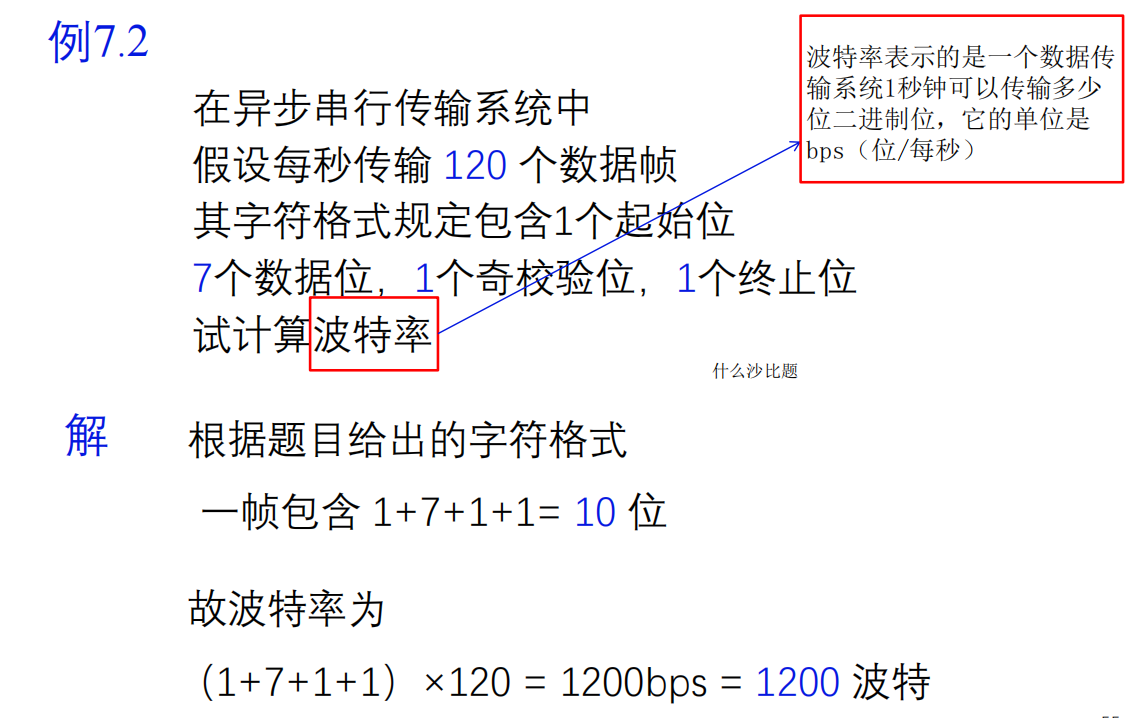 例7.2
波特率表示的是一个数据传
输系统1秒钟可以传输多少
位二进制位，它的单位是
bps（位/每秒）
在异步串行传输系统中
假设每秒传输 120 个数据帧
其字符格式规定包含1个起始位
7个数据位，1个奇校验位，1个终止位
试计算波特率
什么沙比题
解
根据题目给出的字符格式
一帧包含 1+7+1+1= 10 位
故波特率为
（1+7+1+1）×120 = 1200bps = 1200 波特